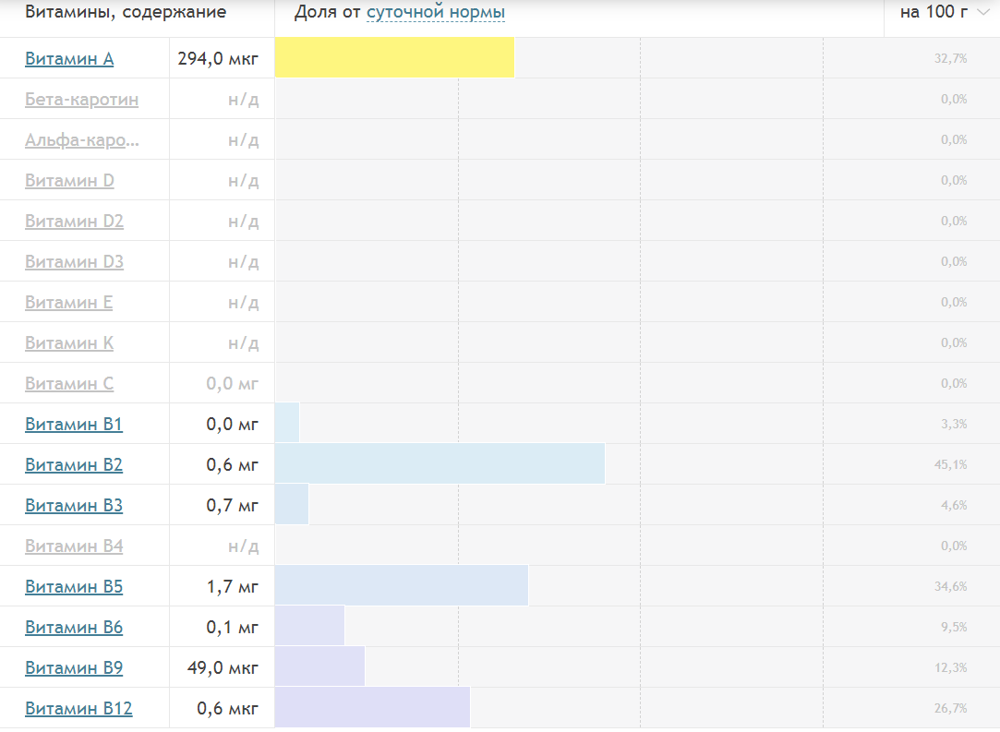 Витамины, содержание Доля от суточной нормы на 100 г
Витамин А 294,0 мкг 32,7%
Бета-каротин н/д 0,0%
Альфа-каро... н/д 0,0%
Витамин D н/д 0,0%
Витамин D2 н/д 0,0%
Витамин D3 н/д 0,0%
Витамин E н/д 0,0%
Витамин K н/д 0,0%
Витамин C 0,0 мг 0,0%
Витамин B1 0,0 мг 3,3%
Витамин B2 0,6 мг 45,1%
Витамин B3 0,7 мг 4,6%
Витамин B4 н/д 0,0%
Витамин B5 1,7 мг 34,6%
Витамин B6 0,1 мг 9,5%
Витамин B9 49,0 мкг 12,3%
Витамин B12 0,6 мкг 26,7%